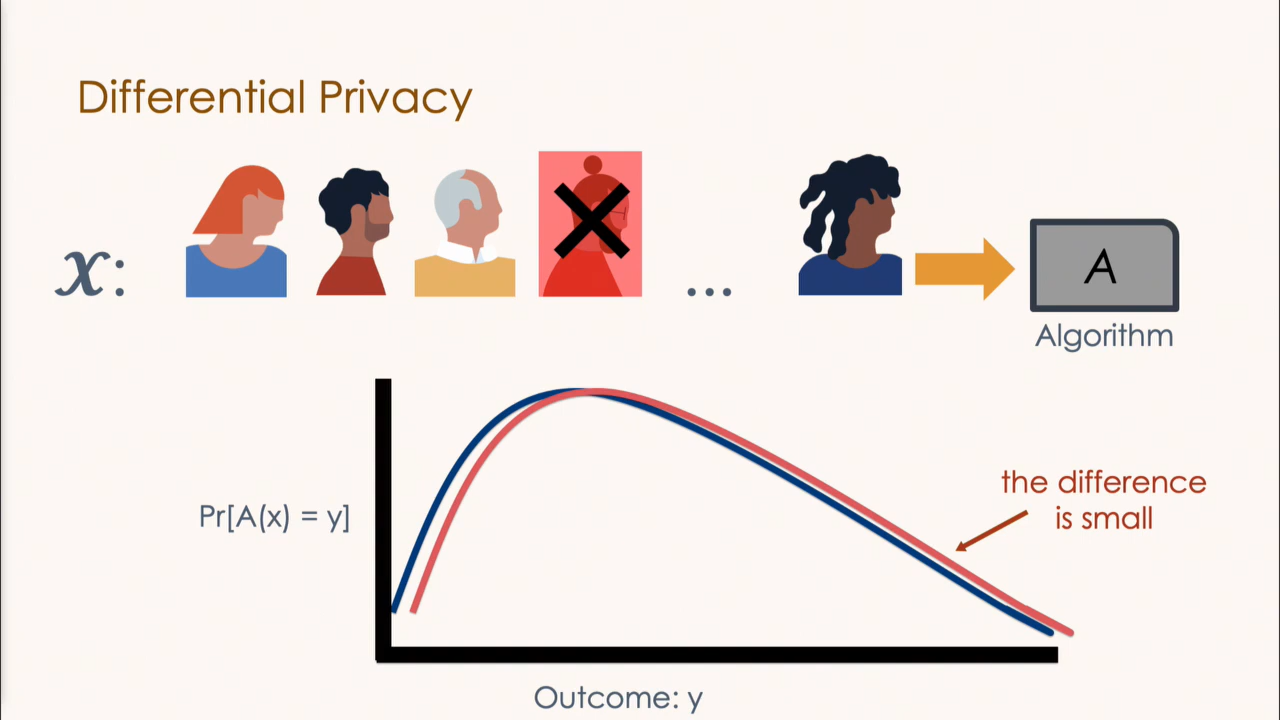 Differential Privacy
x:
...
A
Algorithm
Pr[A(x) = y]
the difference
is small
Outcome: y